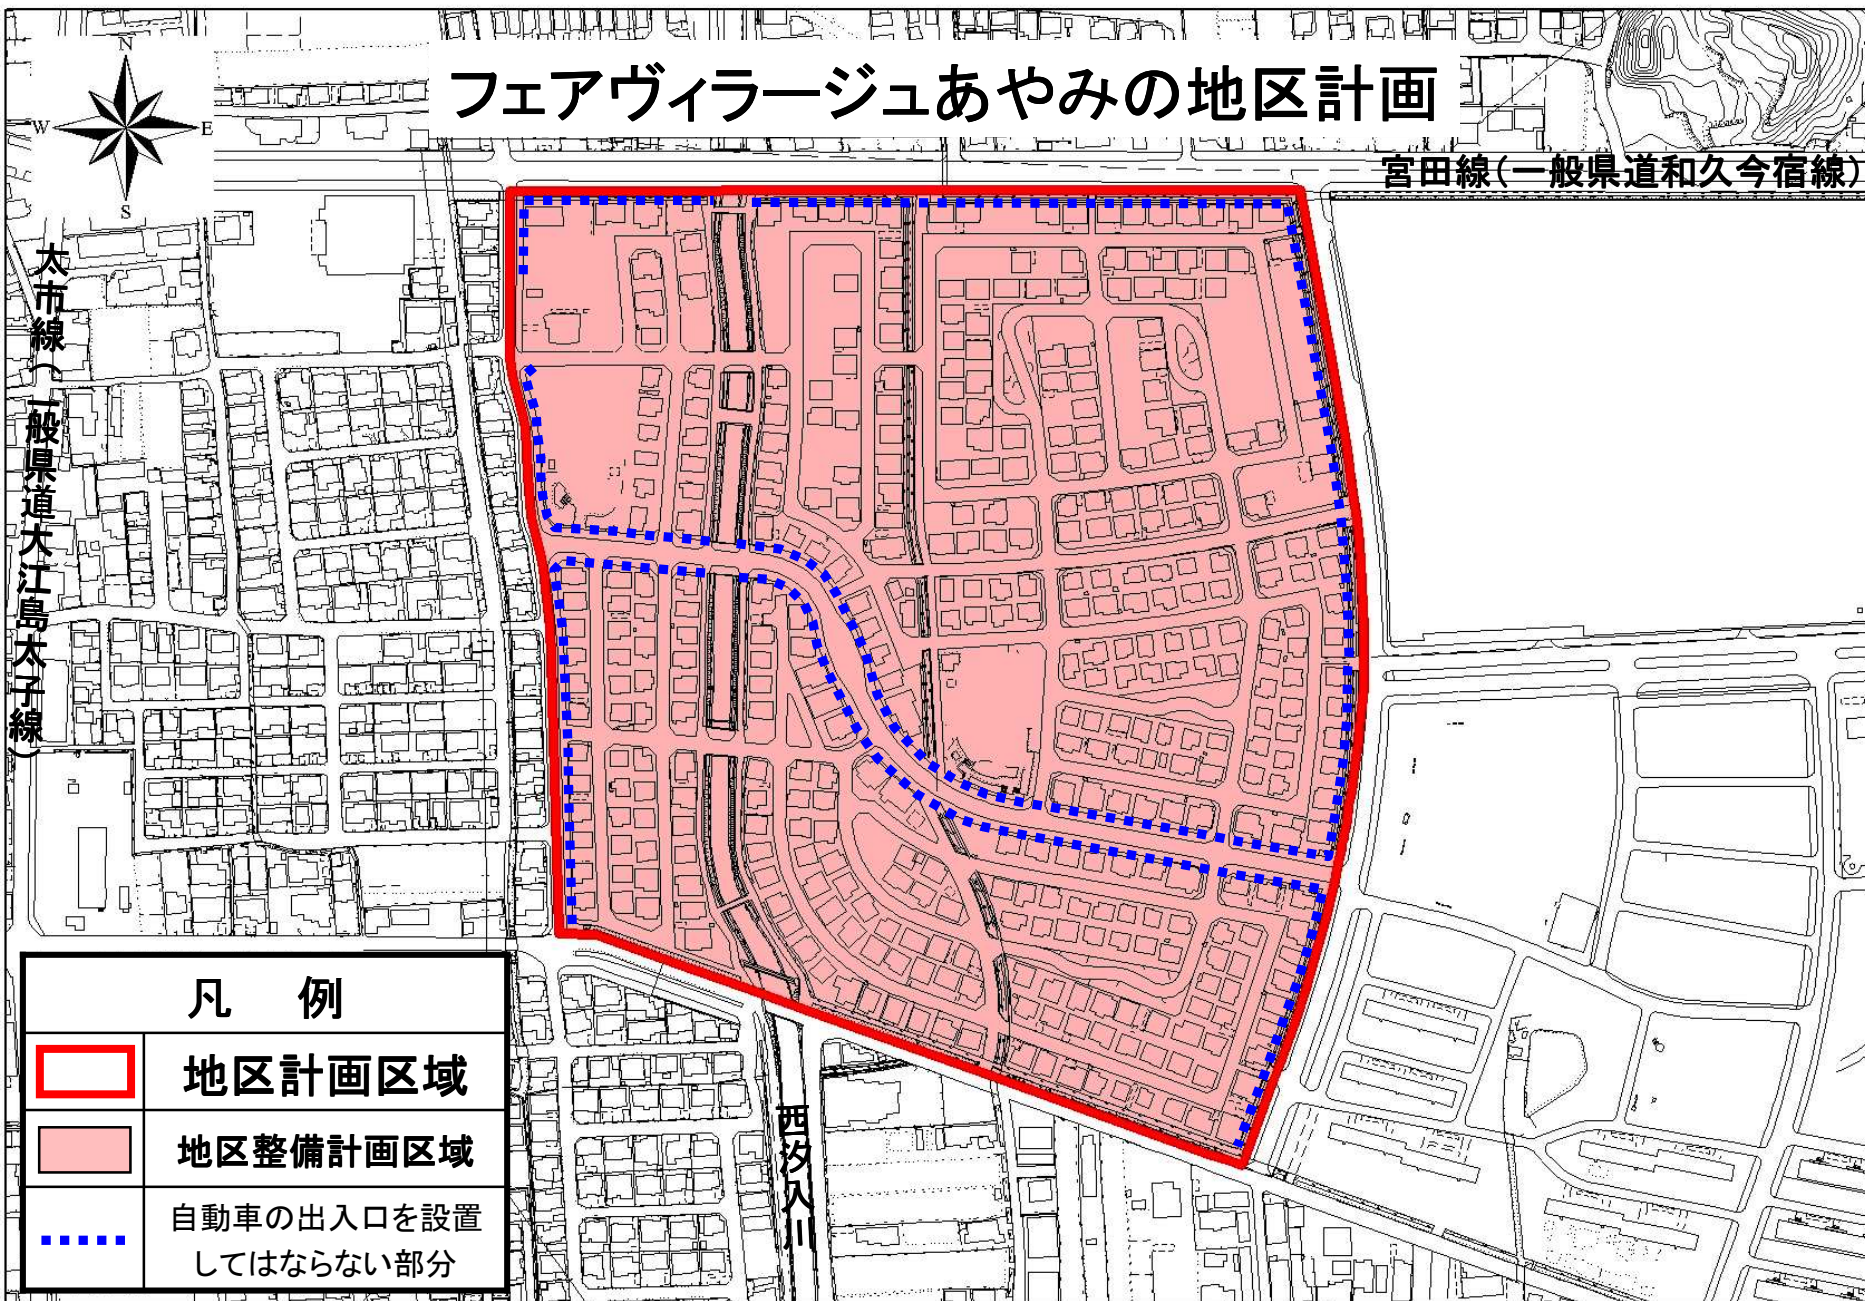 フェアヴィラージュあやみの地区計画
N
W
E
S
宮田線(一般県道和久今宿線)
太市線(一般県道大江島太子線)
西汐入川
凡 例
地区計画区域
地区整備計画区域
自動車の出入口を設置
してはならない部分